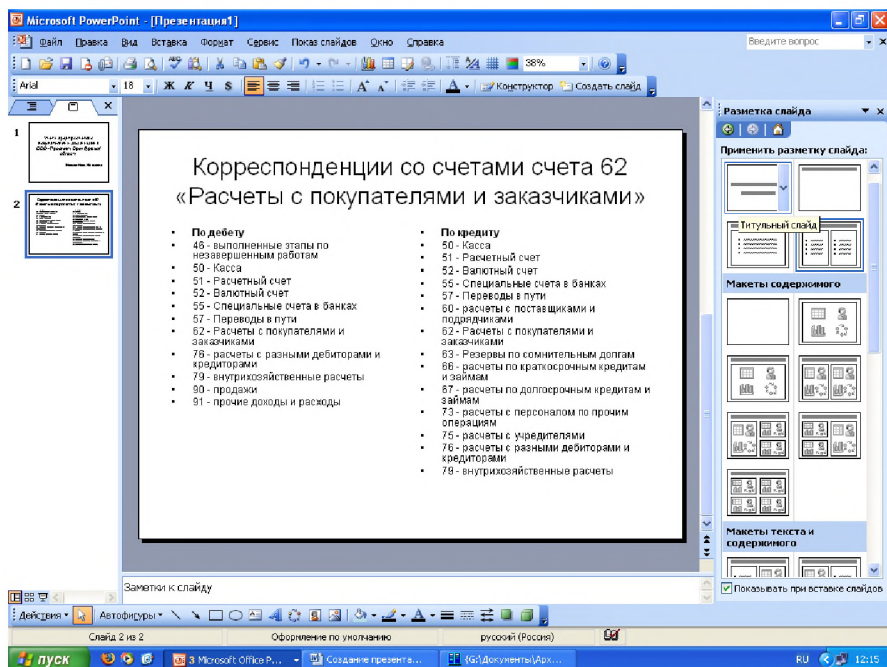 Microsoft PowerPoint - [Презентация1]
Файл Правка Вид Вставка Формат Сервис Показ слайдов Окно Справка
Введите вопрос
38%
Arial 18 Ж К Ч S
Конструктор Создать слайд
Разметка слайда
Применить разметку слайда:
Титульный слайд
Макеты содержимого
Макеты текста и
содержимого
Показывать при вставке слайдов
1
2
Корреспонденции со счетами счета 62
«Расчеты с покупателями и заказчиками»
• По дебету
• 46 - выполненные этапы по
незавершенным работам
• 50 - Касса
• 51 - Расчетный счет
• 52 - Валютный счет
• 55 - Специальные счета в банках
• 57 - Переводы в пути
• 62 - Расчеты с покупателями и
заказчиками
• 76 - расчеты с разными дебиторами и
кредиторами
• 79 - внутрихозяйственные расчеты
• 90 - продажи
• 91 - прочие доходы и расходы
• По кредиту
• 50 - Касса
• 51 - Расчетный счет
• 52 - Валютный счет
• 55 - Специальные счета в банках
• 57 - Переводы в пути
• 60 - расчеты с поставщиками и
подрядчиками
• 62 - Расчеты с покупателями и
заказчиками
• 63 - Резервы по сомнительным долгам
• 66 - расчеты по краткосрочным кредитам
и займам
• 67 - расчеты по долгосрочным кредитам и
займам
• 73 - расчеты с персоналом по прочим
операциям
• 75 - расчеты с учредителями
• 76 - расчеты с разными дебиторами и
кредиторами
• 79 - внутрихозяйственные расчеты
Заметки к слайду
Действия Автофигуры
Слайд 2 из 2 Оформление по умолчанию русский (Россия)
пуск 3 Microsoft Office P... Создание презента... {G:\Документы\Арх... RU 12:15